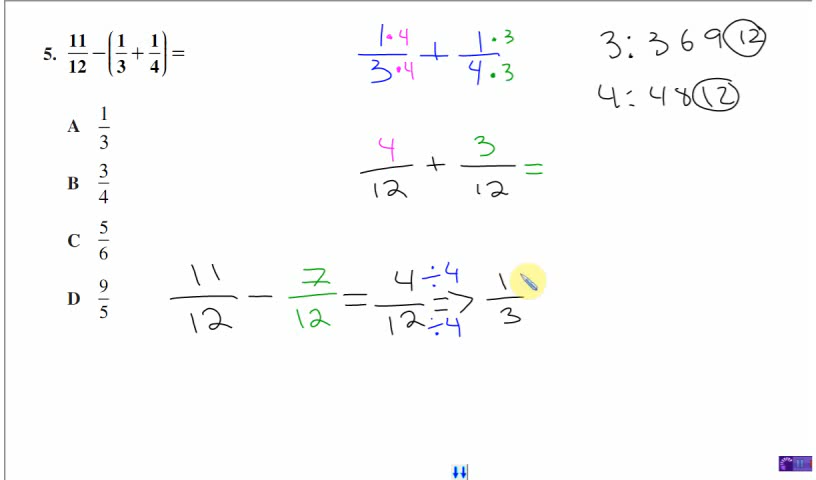 5. 11/12 − (1/3 + 1/4) =
A 1/3
B 3/4
C 5/6
D 9/5
1·4/3·4 + 1·3/4·3
3: 3 6 9 12
4: 4 8 12
4/12 + 3/12 =
11/12 − 7/12 = 4÷4/12÷4 => 1/3